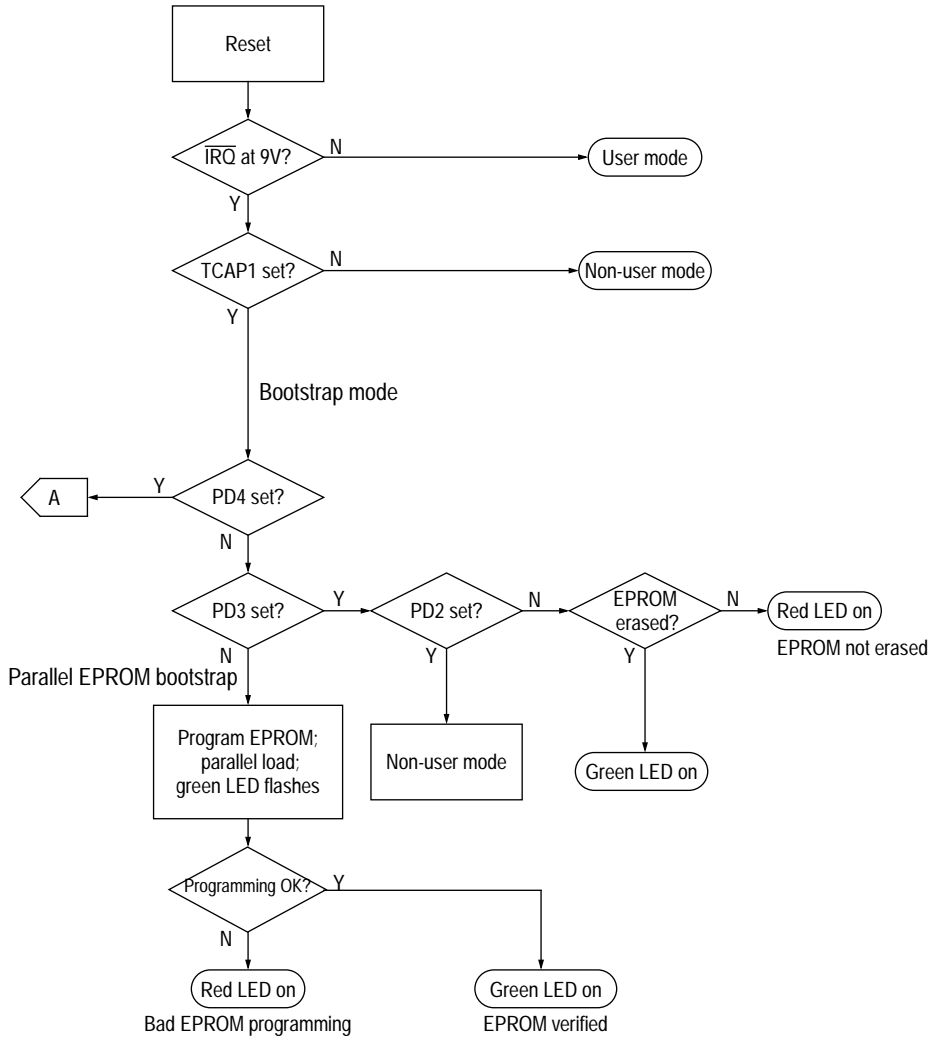 Reset
IRQ at 9V?
N
User mode
Y
TCAP1 set?
N
Non-user mode
Y
Bootstrap mode
A
Y
PD4 set?
N
PD3 set?
Y
PD2 set?
N
EPROM
erased?
N
Red LED on
EPROM not erased
N
Y
Y
Parallel EPROM bootstrap
Program EPROM;
parallel load;
green LED flashes
Non-user mode
Green LED on
Programming OK?
Y
N
Red LED on
Green LED on
Bad EPROM programming
EPROM verified